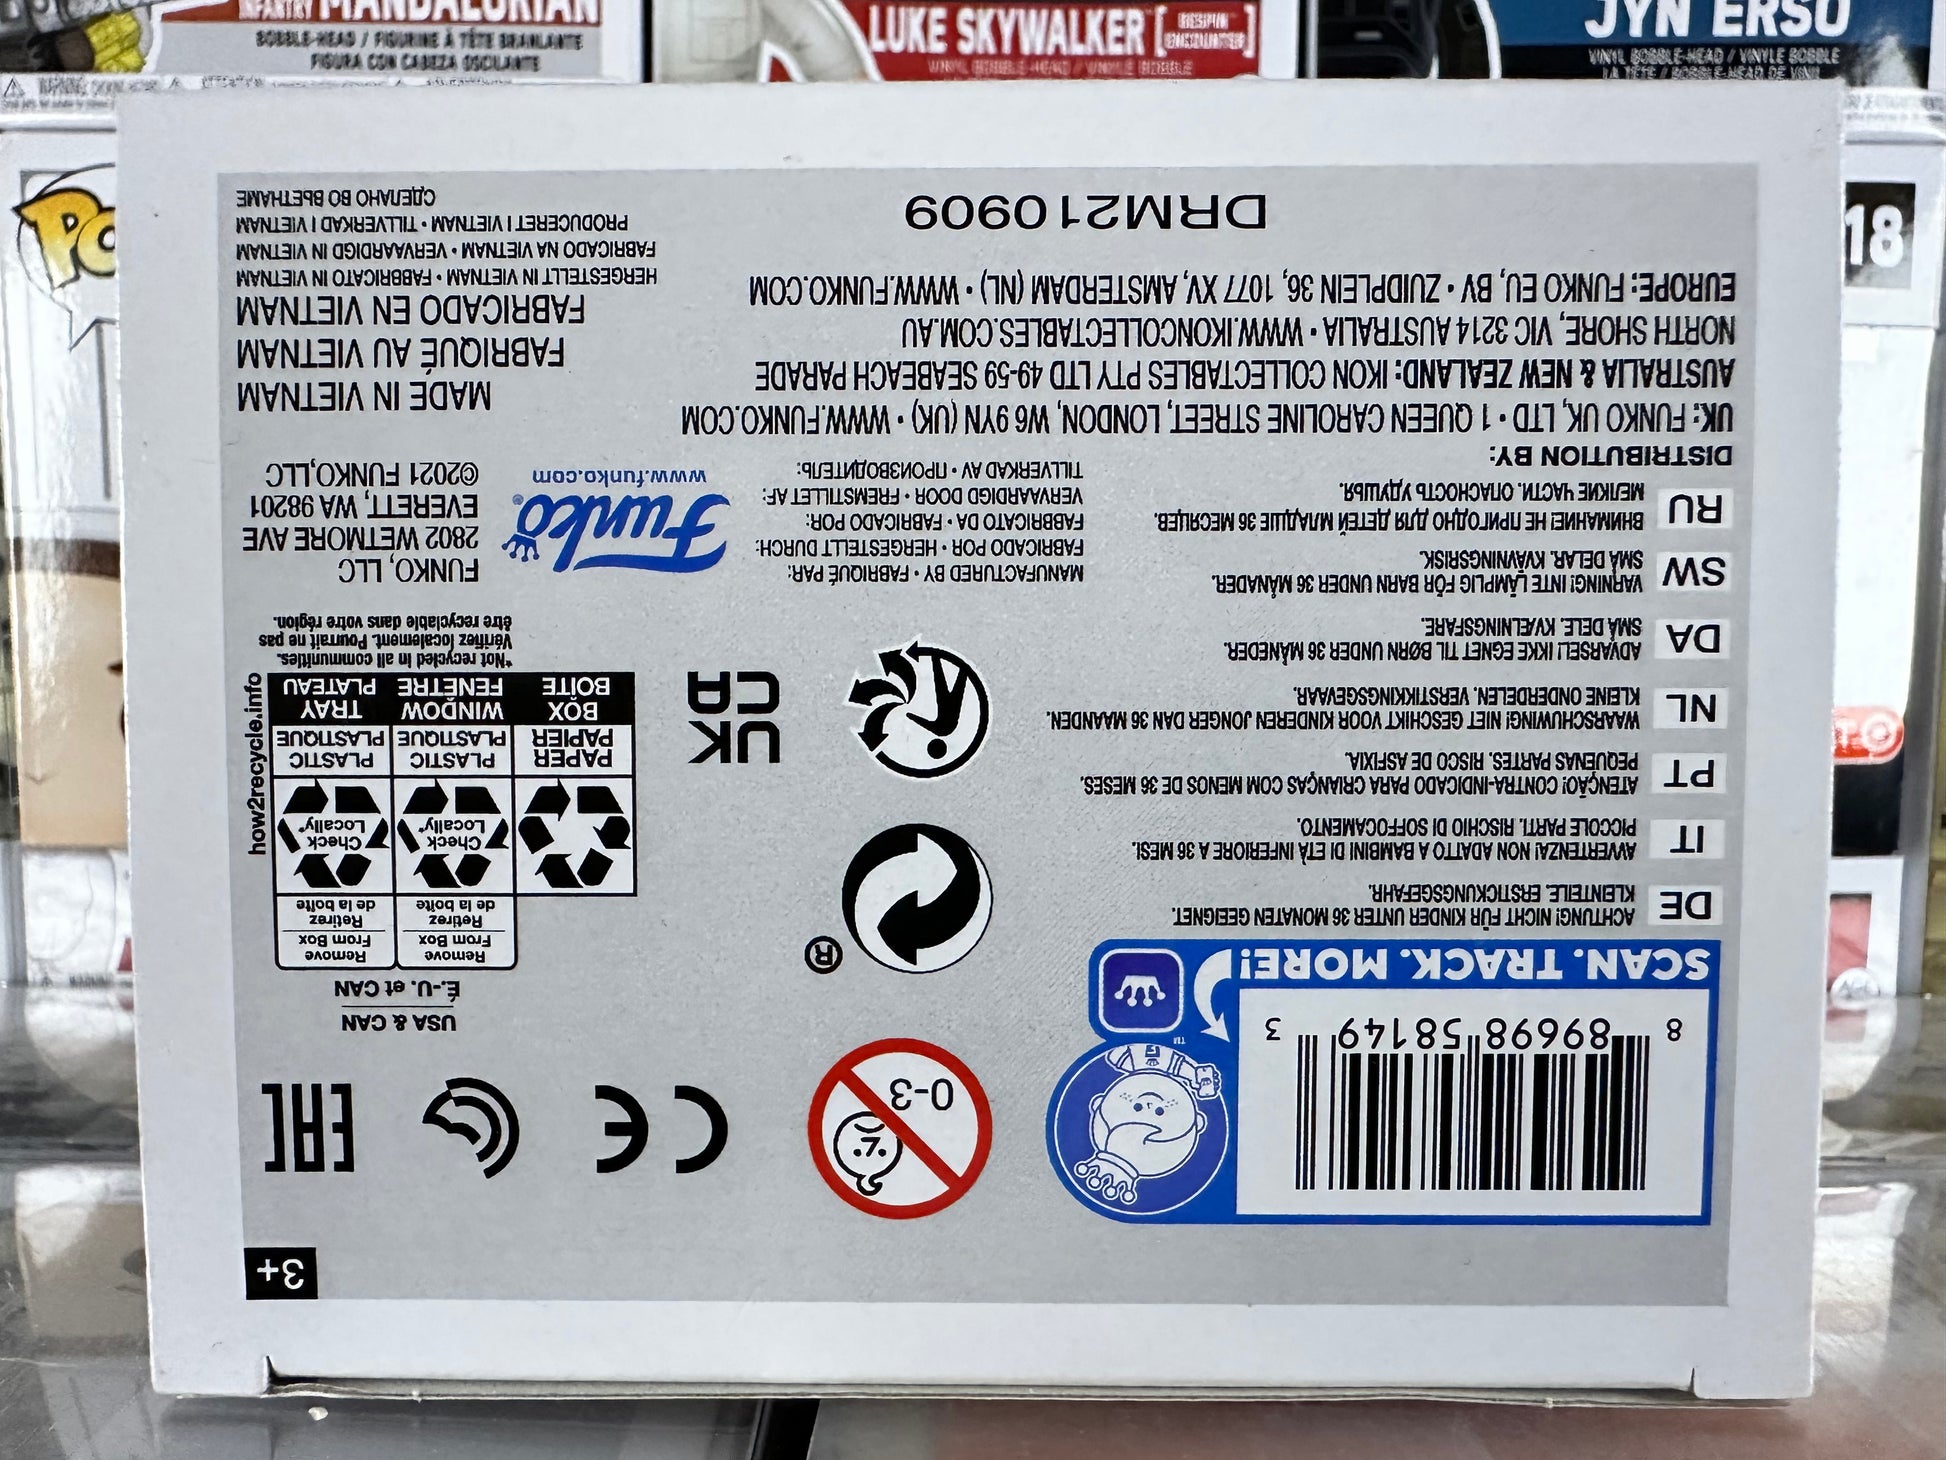 MANDALORIAN
BOBBLE-HEAD / FIGURINE À TÊTE BRANLANTE
FIGURA CON CABEZA OSCILANTE
LUKE SKYWALKER
VINYL BOBBLE-HEAD / VINYLE BOBBLE
JYN ERSO
VINYL BOBBLE-HEAD / VINYLE BOBBLE
LA TÊTE / BOBBLE-HEAD DE VINIL
PO
18
3+
8 89698 58149 3
SCAN. TRACK. MORE!
™
0-3
CE
EAC
USA & CAN
É.-U. et CAN
Remove
From Box
Retirez
de la boîte
Remove
From Box
Retirez
de la boîte
Check
Locally*
Check
Locally*
PAPER
PAPIER
PLASTIC
PLASTIQUE
PLASTIC
PLASTIQUE
BOX
BOÎTE
WINDOW
FENÊTRE
TRAY
PLATEAU
how2recycle.info
*Not recycled in all communities.
Vérifiez localement. Pourrait ne pas
être recyclable dans votre région.
®
UK
CA
DE
ACHTUNG! NICHT FÜR KINDER UNTER 36 MONATEN GEEIGNET.
KLEINTEILE. ERSTICKUNGSGEFAHR.
IT
AVVERTENZA! NON ADATTO A BAMBINI DI ETÀ INFERIORE A 36 MESI.
PICCOLE PARTI. RISCHIO DI SOFFOCAMENTO.
PT
ATENÇÃO! CONTRA-INDICADO PARA CRIANÇAS COM MENOS DE 36 MESES.
PEQUENAS PARTES. RISCO DE ASFIXIA.
NL
WAARSCHUWING! NIET GESCHIKT VOOR KINDEREN JONGER DAN 36 MAANDEN.
KLEINE ONDERDELEN. VERSTIKKINGSGEVAAR.
DA
ADVARSEL! IKKE EGNET TIL BØRN UNDER 36 MÅNEDER.
SMÅ DELE. KVÆLNINGSFARE.
SW
VARNING! INTE LÄMPLIG FÖR BARN UNDER 36 MÅNADER.
SMÅ DELAR. KVÄVNINGSRISK.
RU
ВНИМАНИЕ! НЕ ПРИГОДНО ДЛЯ ДЕТЕЙ МЛАДШЕ 36 МЕСЯЦЕВ.
МЕЛКИЕ ЧАСТИ. ОПАСНОСТЬ УДУШЬЯ.
MANUFACTURED BY • FABRIQUÉ PAR:
FABRICADO POR • HERGESTELLT DURCH:
FABBRICATO DA • FABRICADO POR:
VERVAARDIGD DOOR • FREMSTILLET AF:
TILLVERKAD AV • ПРОИЗВОДИТЕЛЬ:
Funko®
www.funko.com
FUNKO, LLC
2802 WETMORE AVE
EVERETT, WA 98201
©2021 FUNKO,LLC
DISTRIBUTION BY:
UK: FUNKO UK, LTD • 1 QUEEN CAROLINE STREET, LONDON, W6 9YN (UK) • WWW.FUNKO.COM
AUSTRALIA & NEW ZEALAND: IKON COLLECTABLES PTY LTD 49-59 SEABEACH PARADE
NORTH SHORE, VIC 3214 AUSTRALIA • WWW.IKONCOLLECTABLES.COM.AU
EUROPE: FUNKO EU, BV • ZUIDPLEIN 36, 1077 XV, AMSTERDAM (NL) • WWW.FUNKO.COM
MADE IN VIETNAM
FABRIQUÉ AU VIETNAM
FABRICADO EN VIETNAM
HERGESTELLT IN VIETNAM • FABBRICATO IN VIETNAM
FABRICADO NA VIETNAM • VERVAARDIGD IN VIETNAM
PRODUCERET I VIETNAM • TILLVERKAD I VIETNAM
СДЕЛАНО ВО ВЬЕТНАМЕ
DRM210909